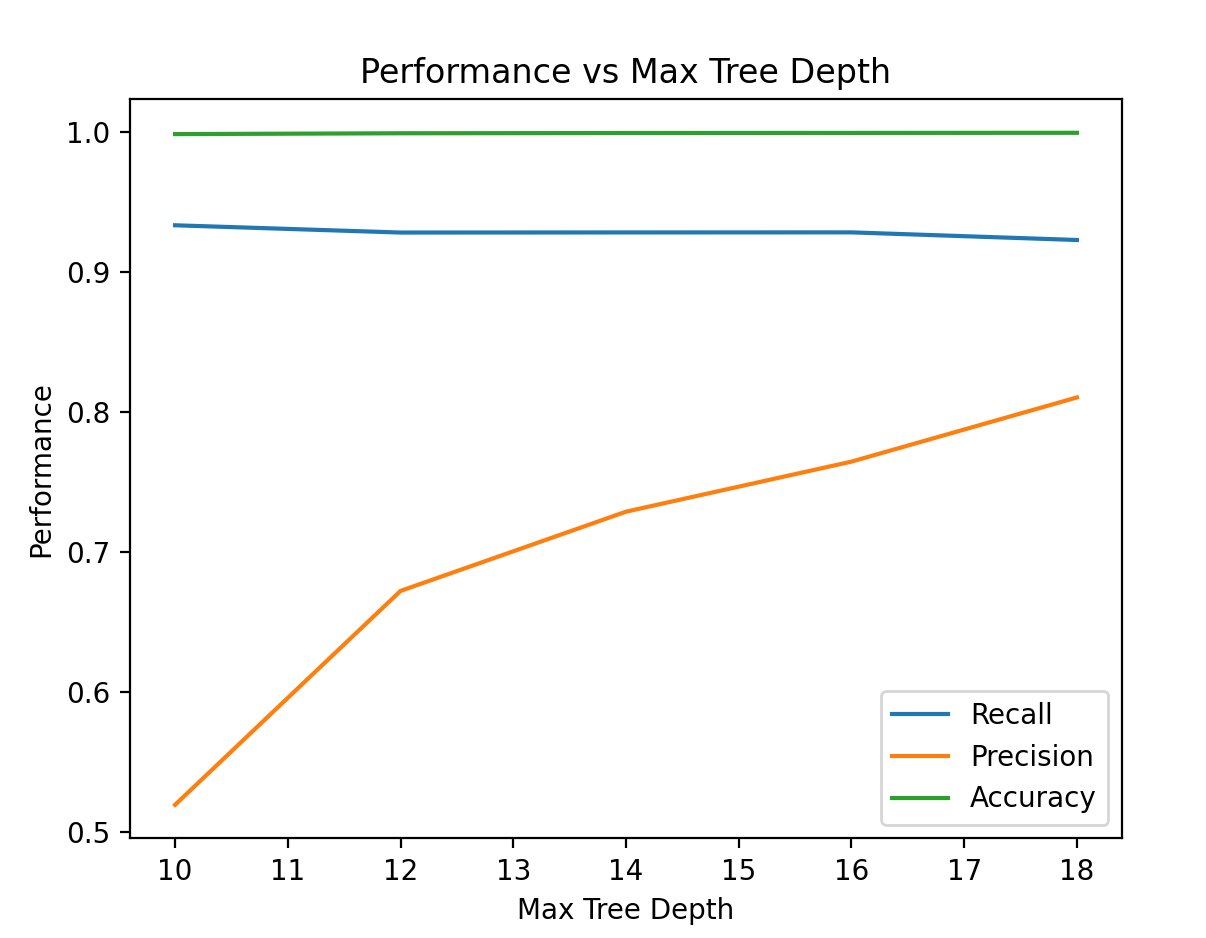 Performance vs Max Tree Depth
1.0
0.9
0.8
0.7
0.6
0.5
Performance
Recall
Precision
Accuracy
10 11 12 13 14 15 16 17 18
Max Tree Depth